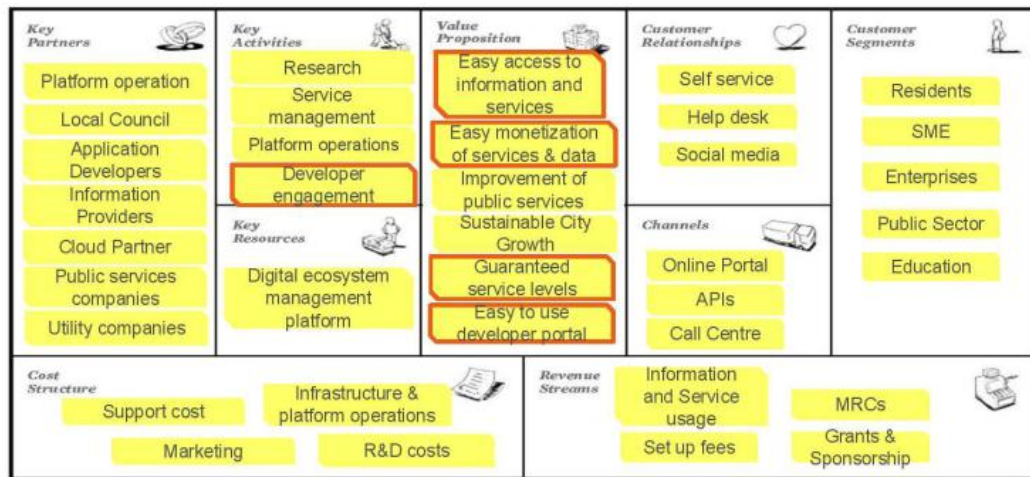 Key
Partners
Platform operation
Local Council
Application
Developers
Information
Providers
Cloud Partner
Public services
companies
Utility companies
Key
Activities
Research
Service
management
Platform operations
Developer
engagement
Key
Resources
Digital ecosystem
management
platform
Value
Proposition
Easy access to
information and
services
Easy monetization
of services & data
Improvement of
public services
Sustainable City
Growth
Guaranteed
service levels
Easy to use
developer portal
Customer
Relationships
Self service
Help desk
Social media
Channels
Online Portal
APIs
Call Centre
Customer
Segments
Residents
SME
Enterprises
Public Sector
Education
Cost
Structure
Support cost
Infrastructure &
platform operations
Marketing
R&D costs
Revenue
Streams
Information
and Service
usage
MRCs
Set up fees
Grants &
Sponsorship